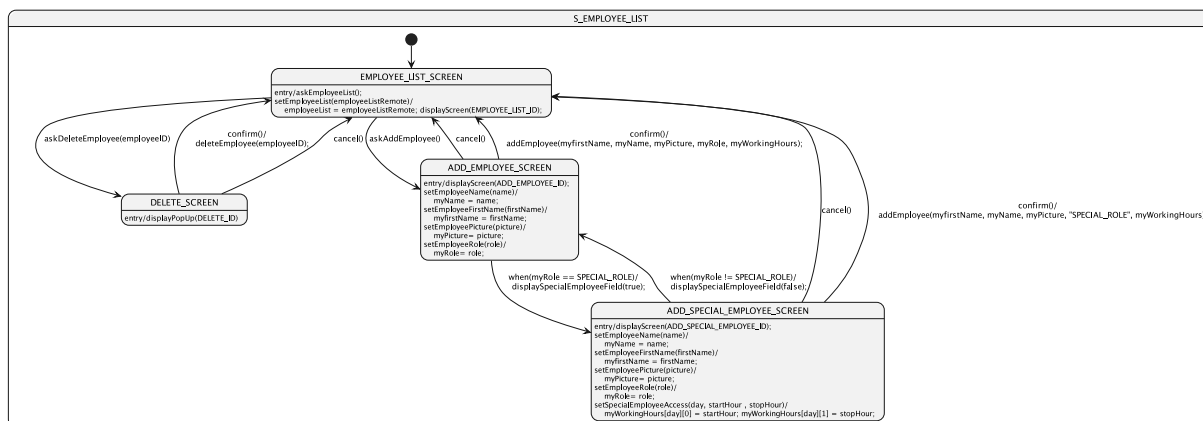 S_EMPLOYEE_LIST
EMPLOYEE_LIST_SCREEN
entry/askEmployeeList();
setEmployeeList(employeeListRemote)/
employeeList = employeeListRemote; displayScreen(EMPLOYEE_LIST_ID);
askDeleteEmployee(employeeID)
confirm()/
deleteEmployee(employeeID);
cancel()
askAddEmployee()
cancel()
confirm()/
addEmployee(myfirstName, myName, myPicture, myRole, myWorkingHours);
DELETE_SCREEN
entry/displayPopUp(DELETE_ID)
ADD_EMPLOYEE_SCREEN
entry/displayScreen(ADD_EMPLOYEE_ID);
setEmployeeName(name)/
myName = name;
setEmployeeFirstName(firstName)/
myfirstName = firstName;
setEmployeePicture(picture)/
myPicture= picture;
setEmployeeRole(role)/
myRole= role;
cancel()
confirm()/
addEmployee(myfirstName, myName, myPicture, "SPECIAL_ROLE", myWorkingHours
when(myRole == SPECIAL_ROLE)/
displaySpecialEmployeeField(true);
when(myRole != SPECIAL_ROLE)/
displaySpecialEmployeeField(false);
ADD_SPECIAL_EMPLOYEE_SCREEN
entry/displayScreen(ADD_SPECIAL_EMPLOYEE_ID);
setEmployeeName(name)/
myName = name;
setEmployeeFirstName(firstName)/
myfirstName = firstName;
setEmployeePicture(picture)/
myPicture= picture;
setEmployeeRole(role)/
myRole= role;
setSpecialEmployeeAccess(day, startHour , stopHour)/
myWorkingHours[day][0] = startHour; myWorkingHours[day][1] = stopHour;